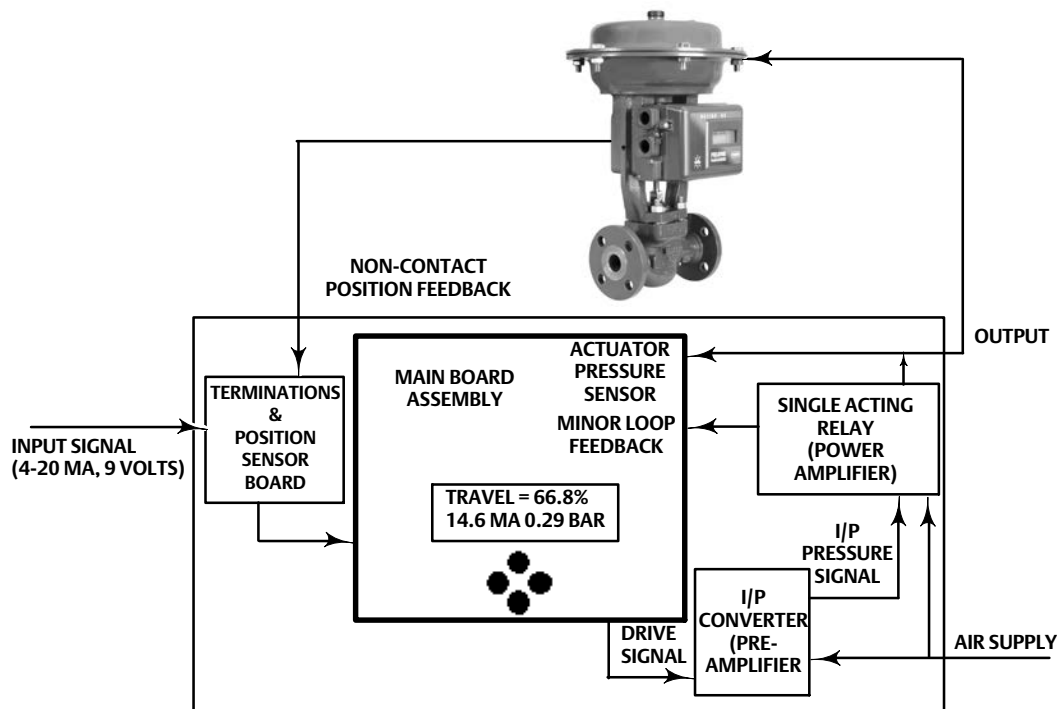 NON-CONTACT
POSITION FEEDBACK
OUTPUT
ACTUATOR
PRESSURE
SENSOR
MAIN BOARD
ASSEMBLY
MINOR LOOP
FEEDBACK
TERMINATIONS
&
POSITION
SENSOR
BOARD
SINGLE ACTING
RELAY
(POWER
AMPLIFIER)
INPUT SIGNAL
(4-20 MA, 9 VOLTS)
TRAVEL = 66.8%
14.6 MA 0.29 BAR
I/P
PRESSURE
SIGNAL
I/P
CONVERTER
(PRE-
AMPLIFIER
DRIVE
SIGNAL
AIR SUPPLY